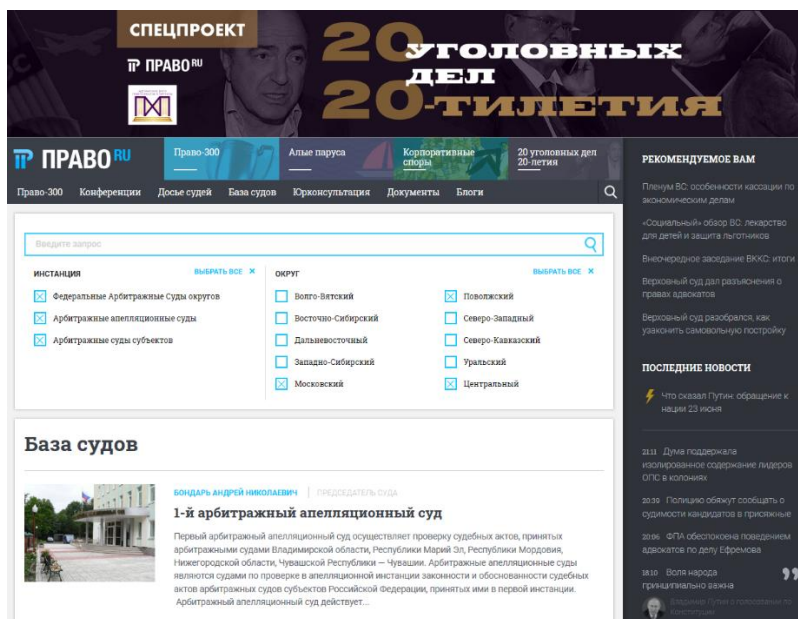 СПЕЦПРОЕКТ
ПРАВО RU
20 УГОЛОВНЫХ
ДЕЛ
20-ТИЛЕТИЯ
ПРАВО RU
Право-300
Алые паруса
Корпоративные
споры
20 уголовных дел
20-летия
Право-300 Конференции Досье судей База судов Юрконсультация Документы Блоги
Введите запрос
ИНСТАНЦИЯ ВЫБРАТЬ ВСЕ ×
Федеральные Арбитражные Суды округов
Арбитражные апелляционные суды
Арбитражные суды субъектов
ОКРУГ ВЫБРАТЬ ВСЕ ×
Волго-Вятский Поволжский
Восточно-Сибирский Северо-Западный
Дальневосточный Северо-Кавказский
Западно-Сибирский Уральский
Московский Центральный
База судов
БОНДАРЬ АНДРЕЙ НИКОЛАЕВИЧ | ПРЕДСЕДАТЕЛЬ СУДА
1-й арбитражный апелляционный суд
Первый арбитражный апелляционный суд осуществляет проверку судебных актов, принятых
арбитражными судами Владимирской области, Республики Марий Эл, Республики Мордовия,
Нижегородской области, Чувашской Республики — Чувашии. Арбитражные апелляционные суды
являются судами по проверке в апелляционной инстанции законности и обоснованности судебных
актов арбитражных судов субъектов Российской Федерации, принятых ими в первой инстанции.
Арбитражный апелляционный суд действует...
РЕКОМЕНДУЕМОЕ ВАМ
Пленум ВС: особенности кассации по
экономическим делам
«Социальный» обзор ВС: лекарство
для детей и защита льготников
Внеочередное заседание ВККС: итоги
Верховный суд дал разъяснения о
правах адвокатов
Верховный суд разобрался, как
узаконить самовольную постройку
ПОСЛЕДНИЕ НОВОСТИ
Что сказал Путин: обращение к
нации 23 июня
21:11 Дума поддержала
изолированное содержание лидеров
ОПС в колониях
20:39 Полицию обяжут сообщать о
судимости кандидатов в присяжные
20:06 ФПА обеспокоена поведением
адвокатов по делу Ефремова
18:10 Воля народа
принципиально важна
Владимир Путин о голосовании по
Конституции